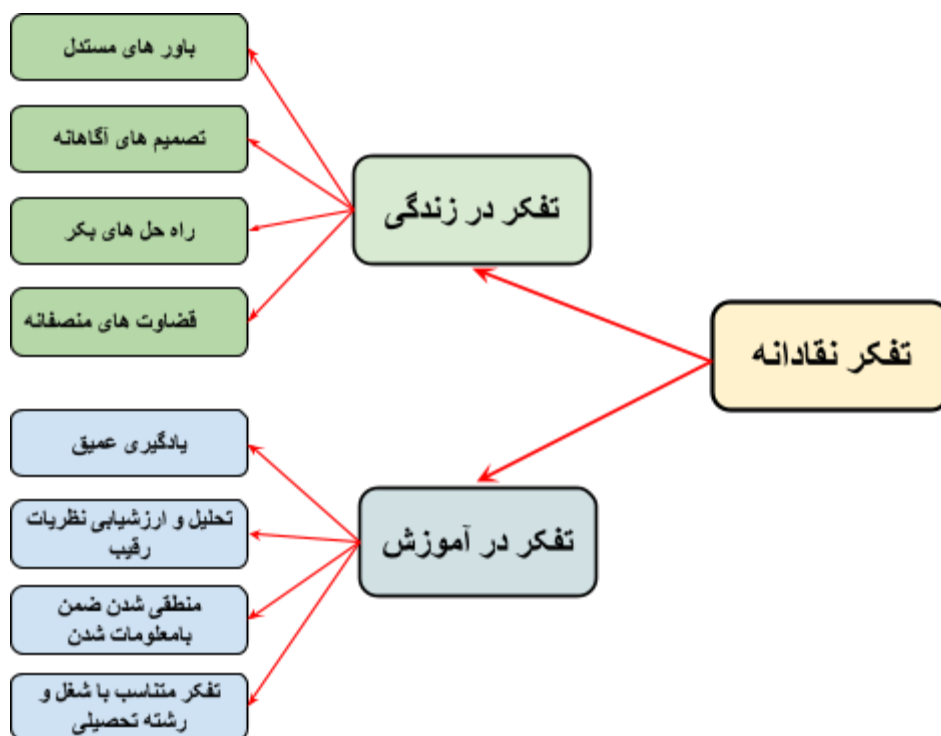 تفکر نقادانه
تفکر در زندگی
باور های مستدل
تصمیم های آگاهانه
راه حل های بکر
قضاوت های منصفانه
تفکر در آموزش
یادگیری عمیق
تحلیل و ارزشیابی نظریات
رقیب
منطقی شدن ضمن
بامعلومات شدن
تفکر متناسب با شغل و
رشته تحصیلی